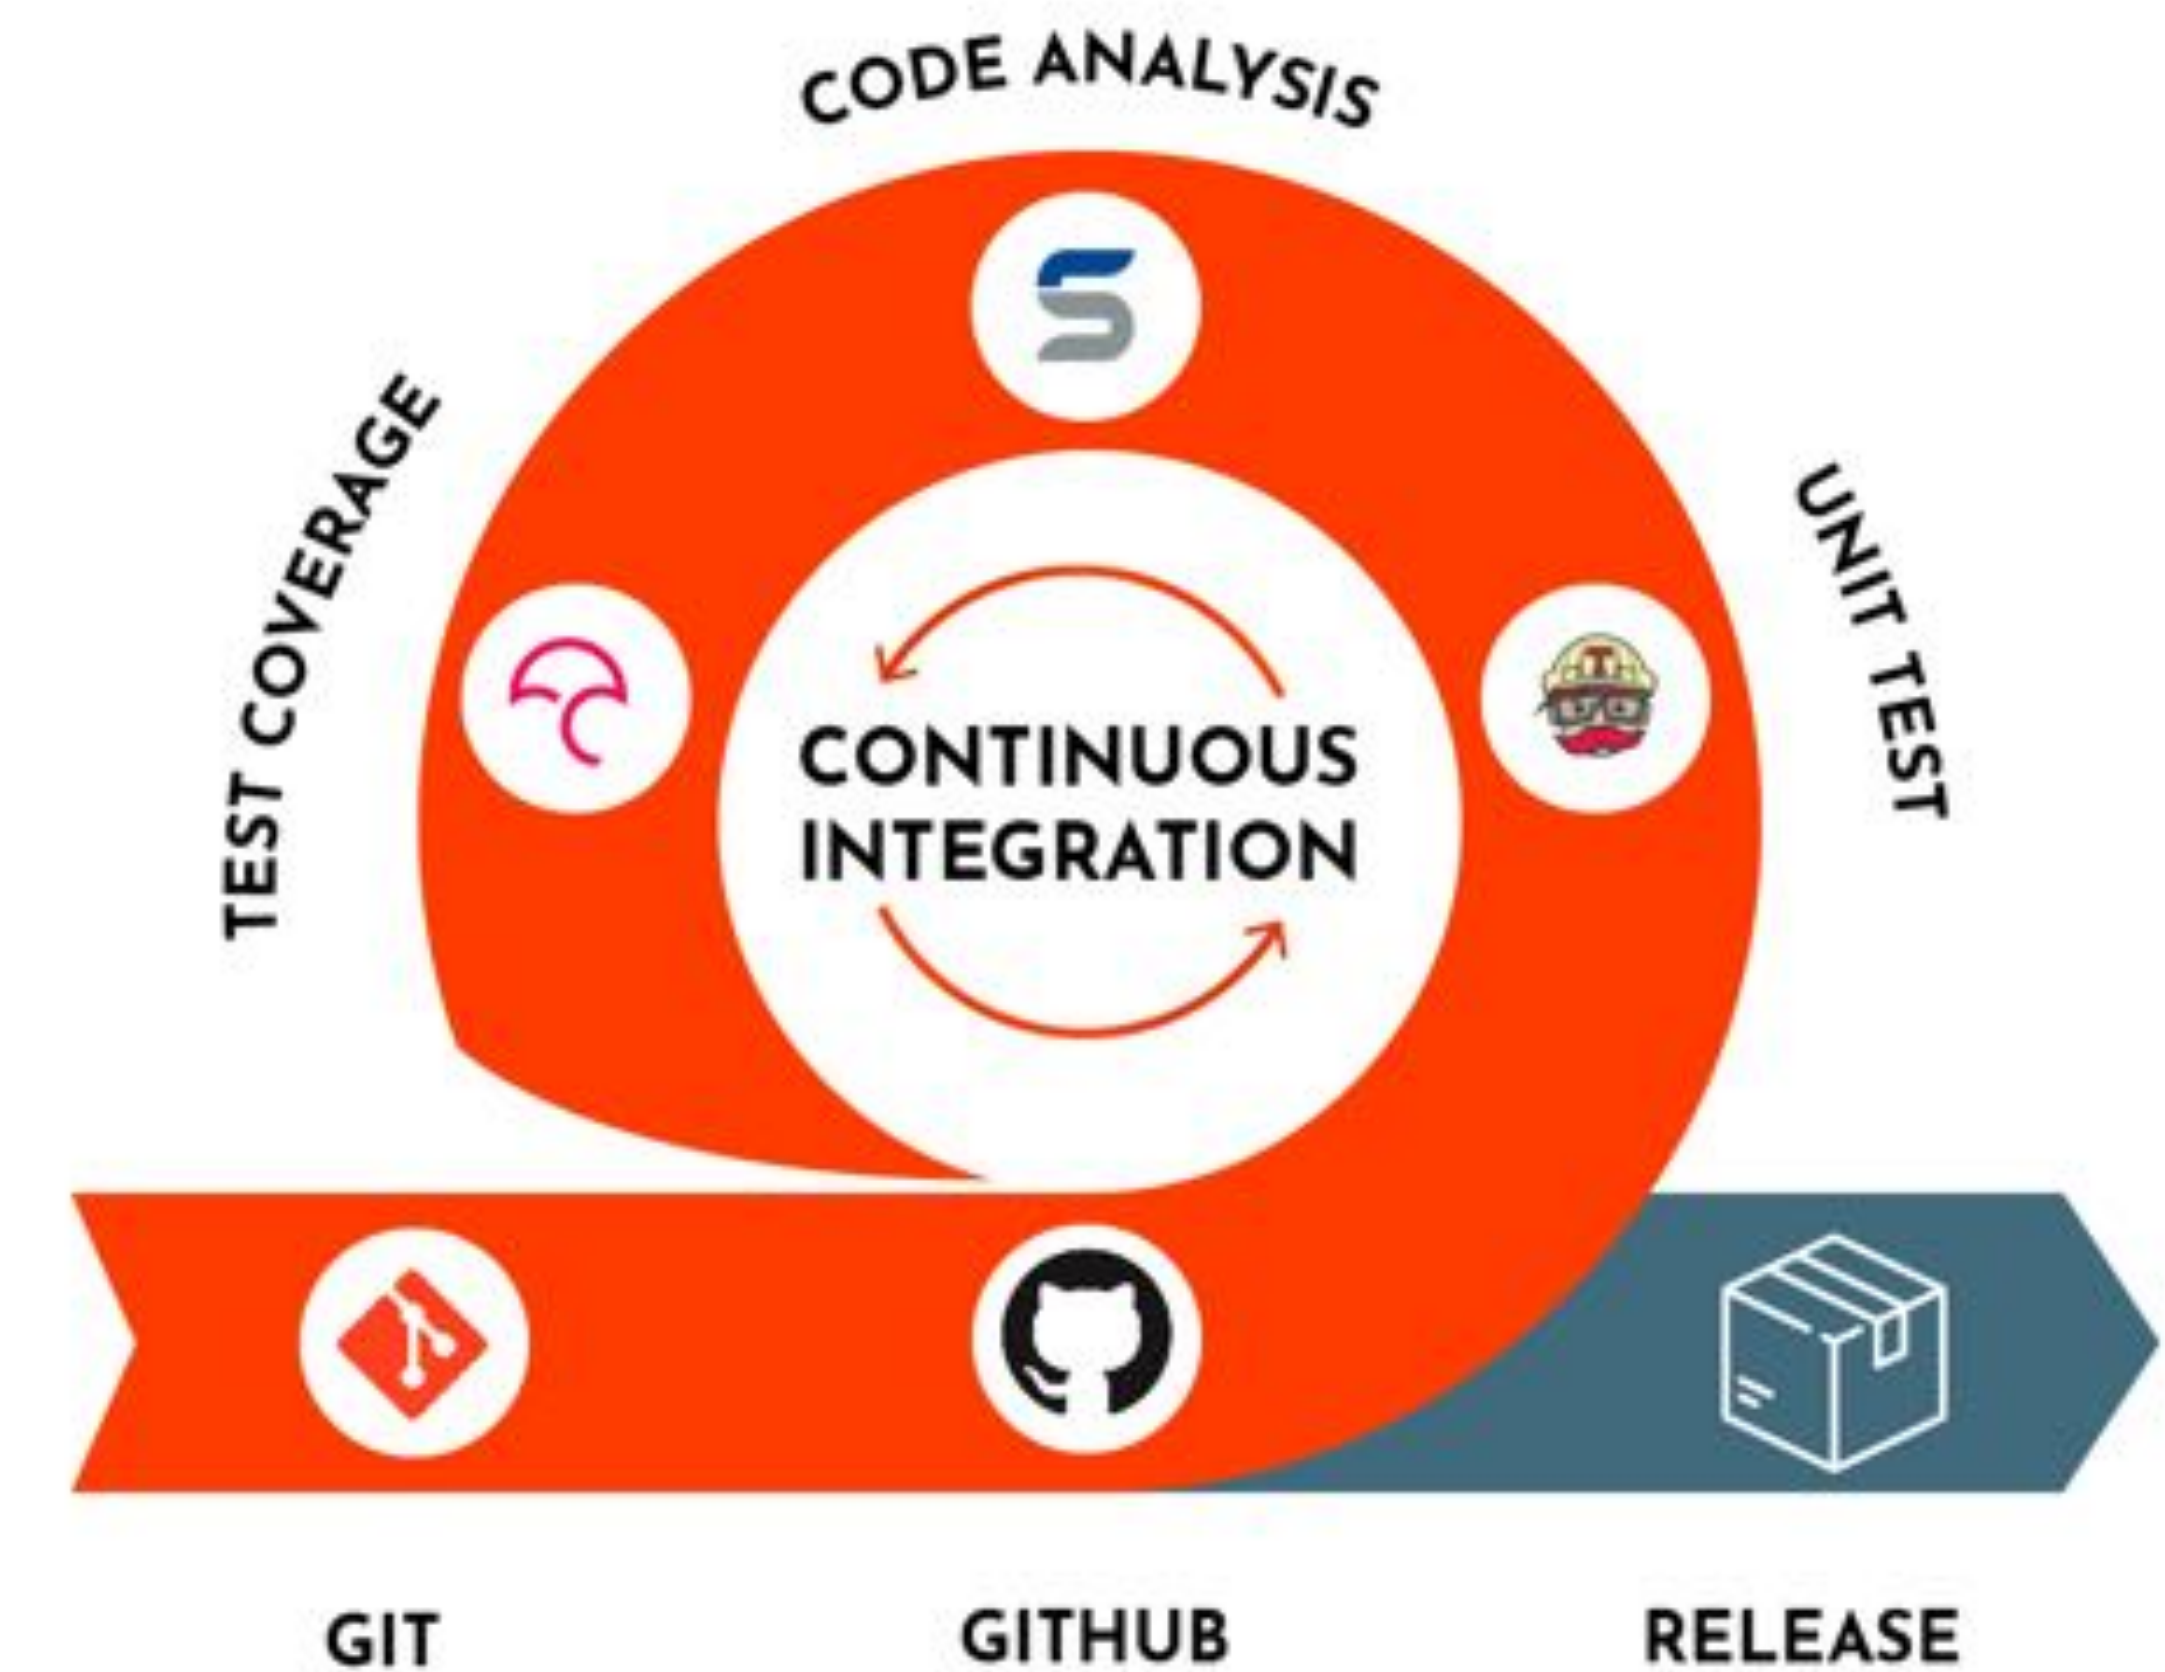 CODE ANALYSIS
TEST COVERAGE
UNIT TEST
T
CONTINUOUS
INTEGRATION
GIT
GITHUB
RELEASE